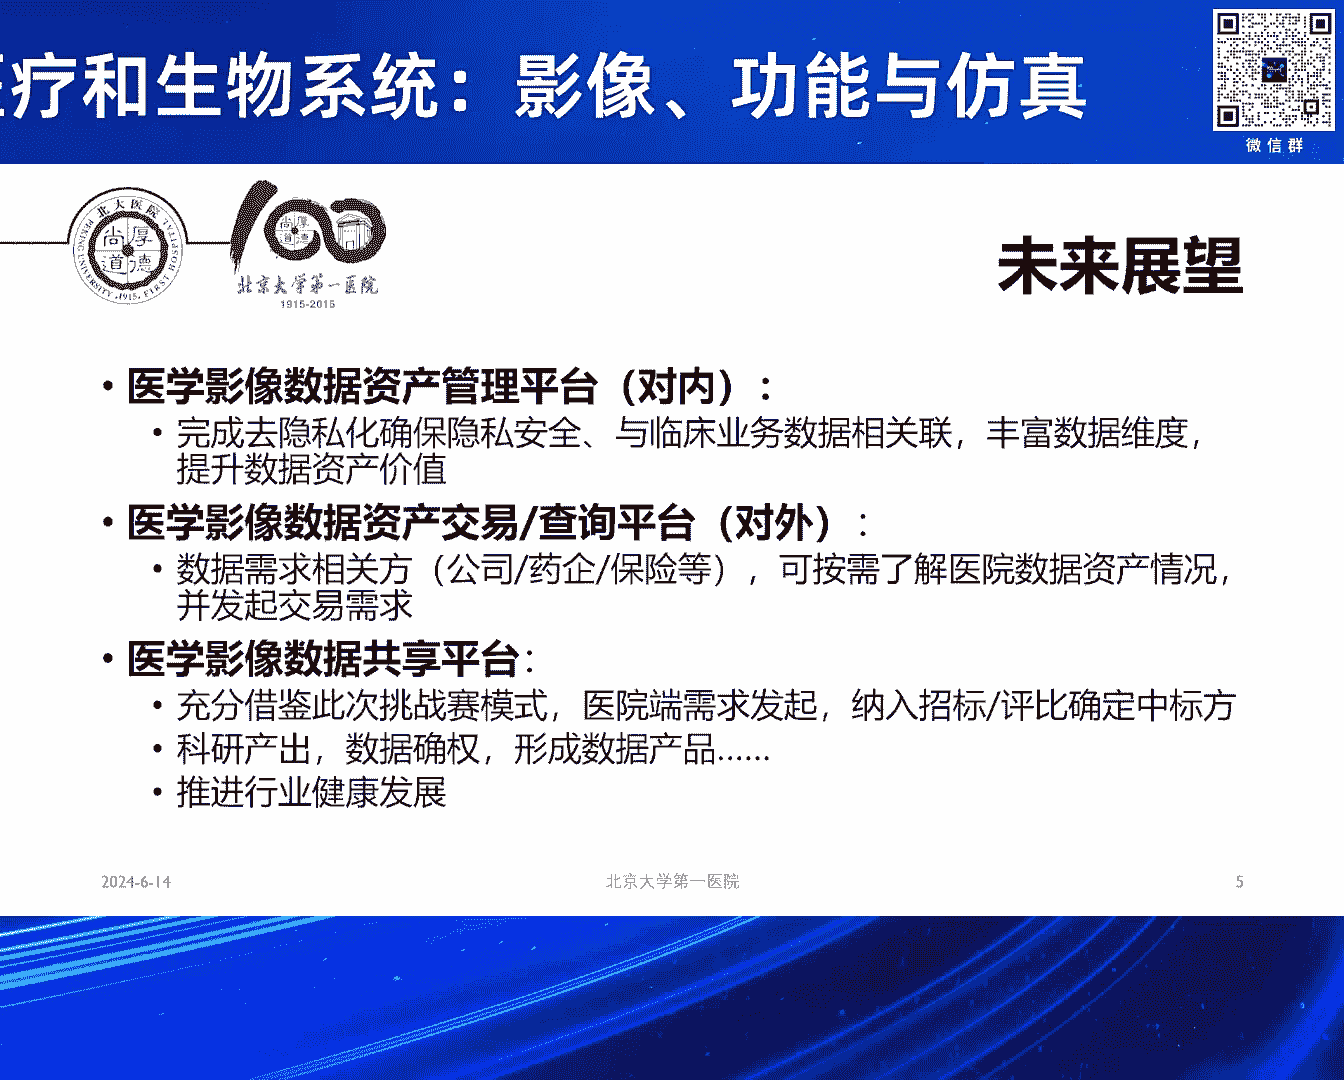 疗和生物系统：影像、功能与仿真
微信群
北大医院
PEKING UNIVERSITY FIRST HOSPITAL
厚德尚道
·1915·
北京大学第一医院
1915-2015
未来展望
• 医学影像数据资产管理平台（对内）：
• 完成去隐私化确保隐私安全、与临床业务数据相关联，丰富数据维度，
提升数据资产价值
• 医学影像数据资产交易/查询平台（对外）：
• 数据需求相关方（公司/药企/保险等），可按需了解医院数据资产情况，
并发起交易需求
• 医学影像数据共享平台：
• 充分借鉴此次挑战赛模式，医院端需求发起，纳入招标/评比确定中标方
• 科研产出，数据确权，形成数据产品......
• 推进行业健康发展
2024-6-14
北京大学第一医院
5